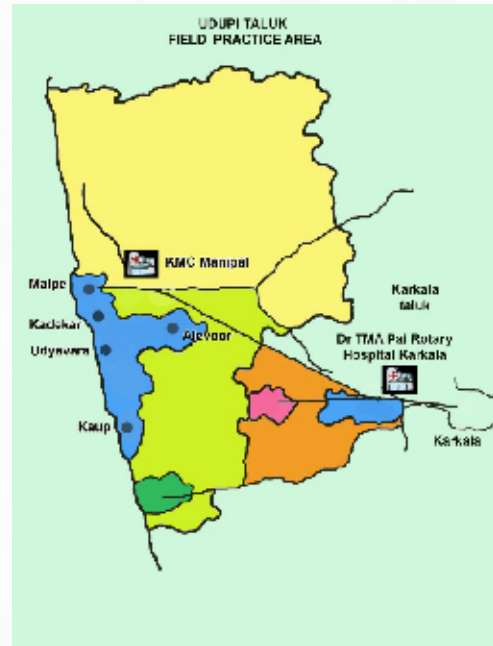 UDUPI TALUK
FIELD PRACTICE AREA
KMC Manipal
Malpe
Karkala
taluk
Kadekar
Alevoor
Udyavara
Dr TMA Pai Rotary
Hospital Karkala
Kaup
Karkala